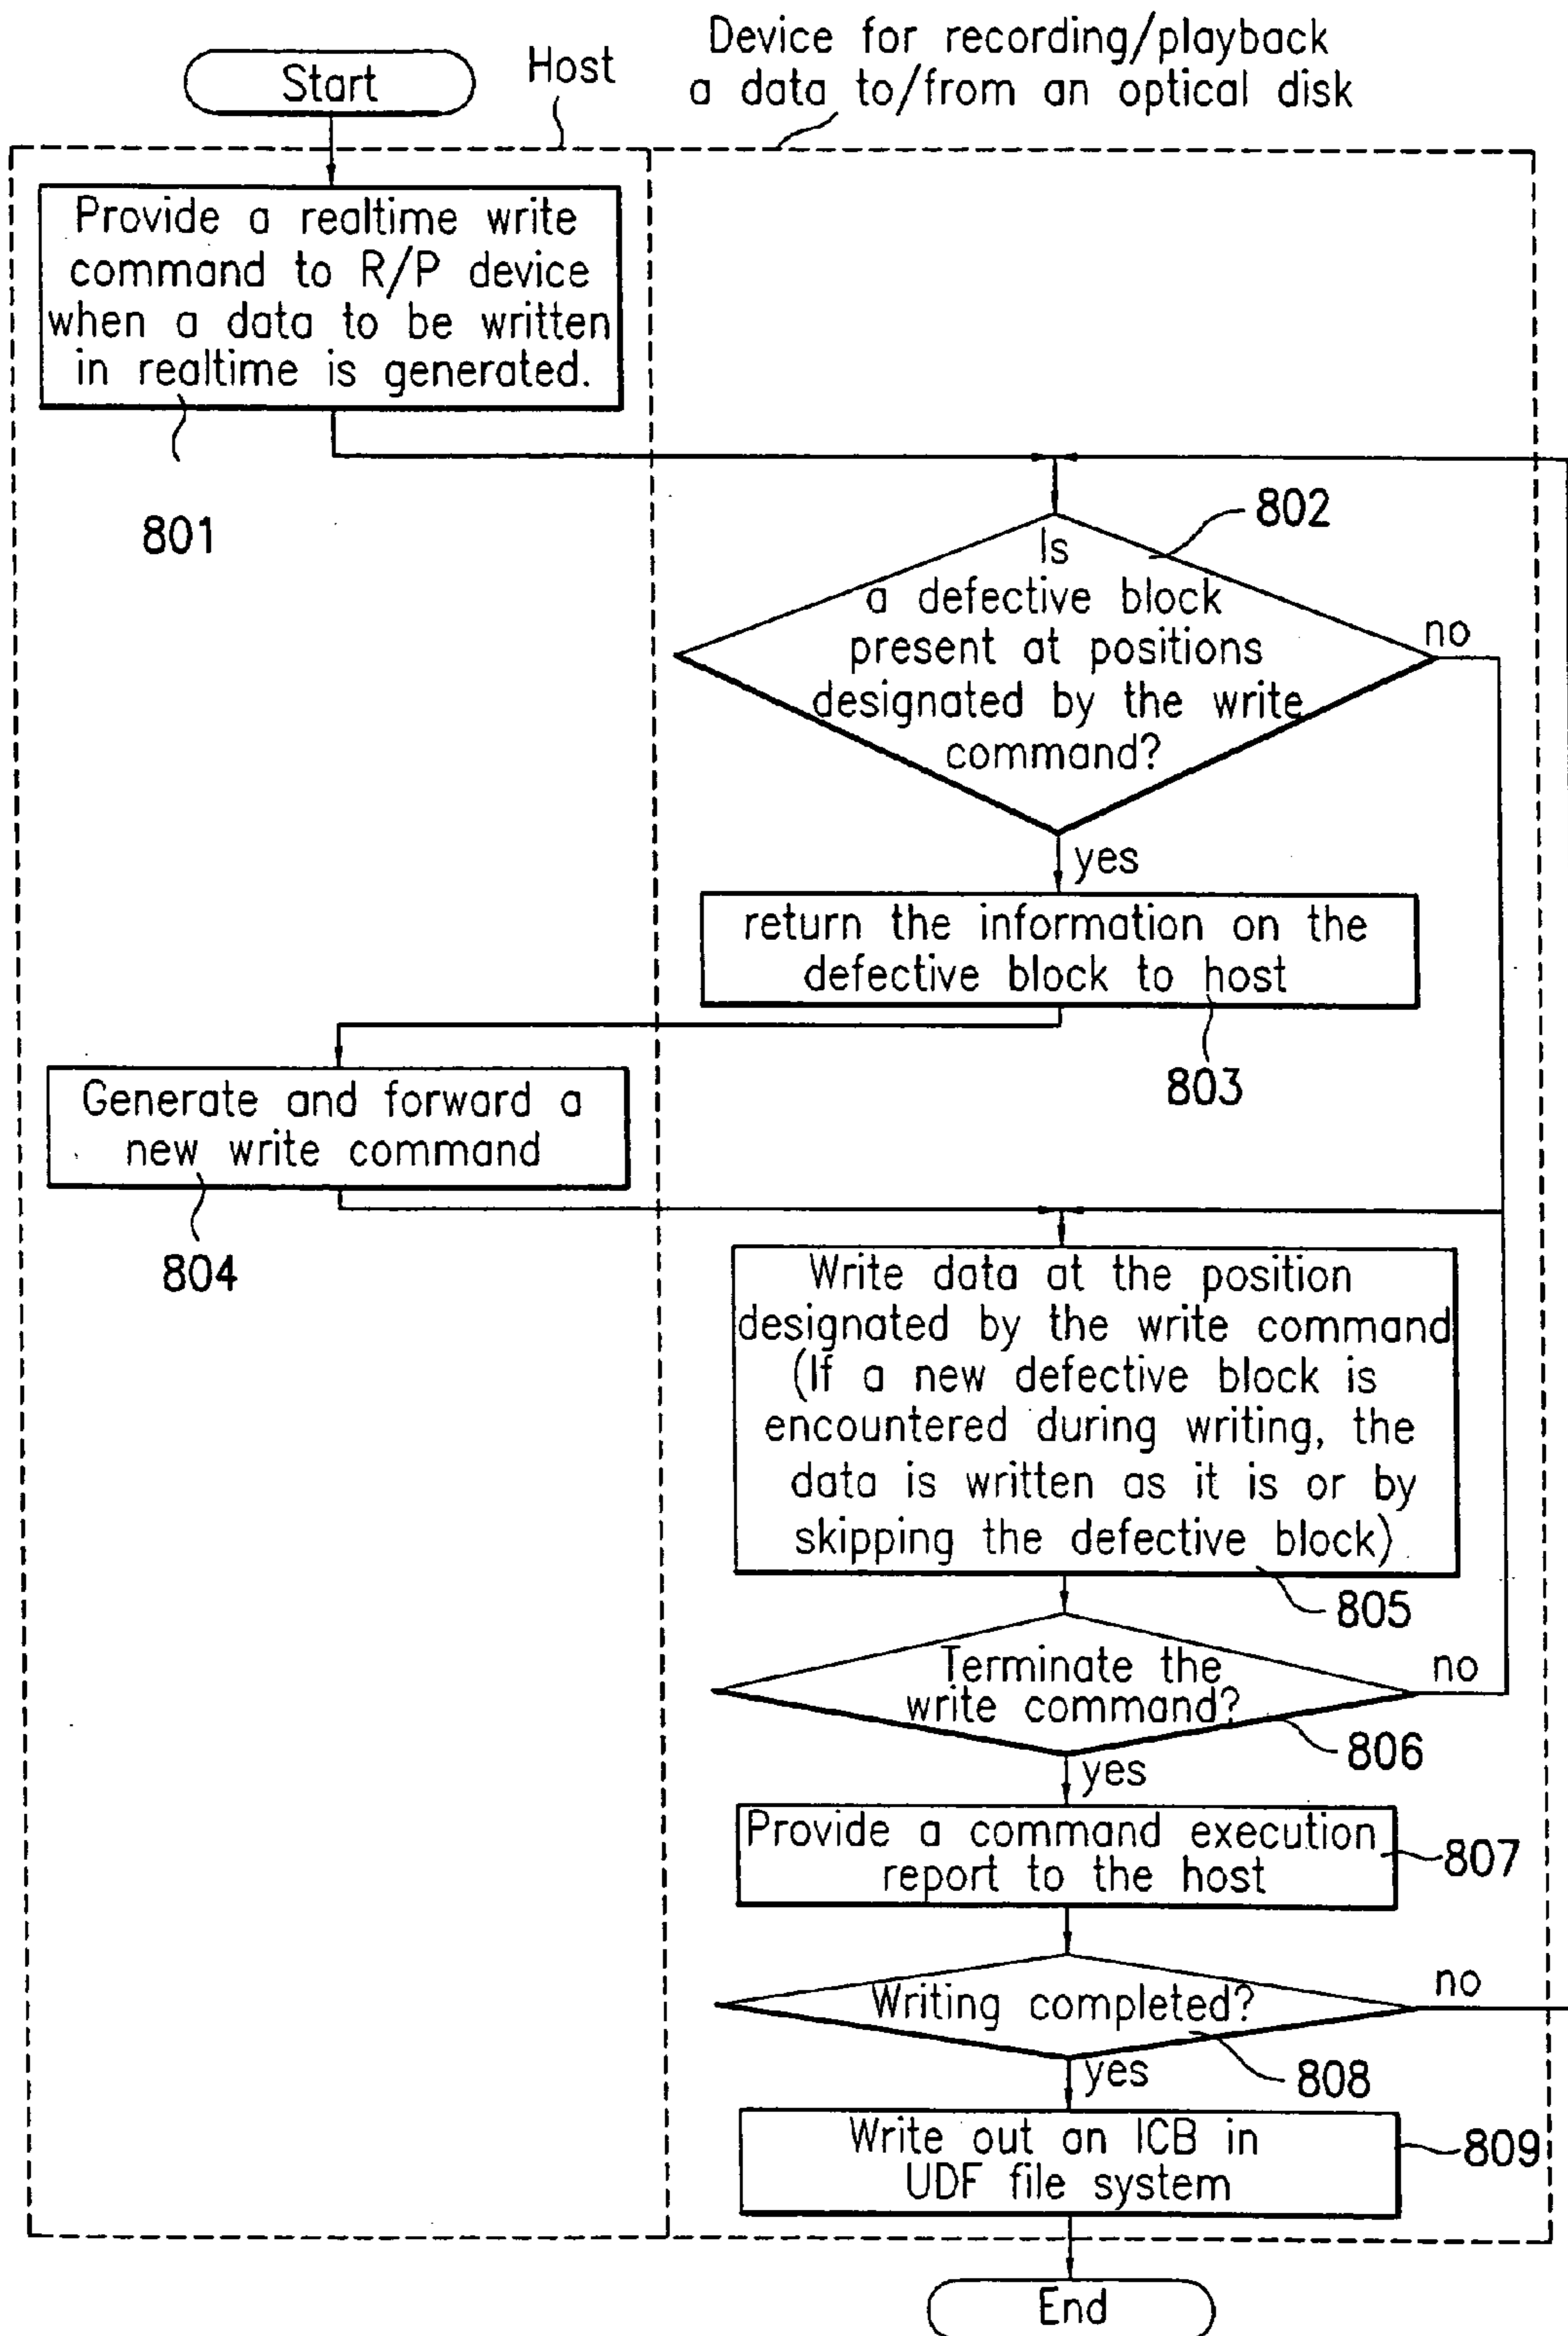 Start
Host
Device for recording/playback
a data to/from an optical disk
Provide a realtime write
command to R/P device
when a data to be written
in realtime is generated.
801
802
Is
a defective block
present at positions
designated by the write
command?
no
yes
return the information on the
defective block to host
803
Generate and forward a
new write command
804
Write data at the position
designated by the write command
(If a new defective block is
encountered during writing, the
data is written as it is or by
skipping the defective block)
805
Terminate the
write command?
no
806
yes
Provide a command execution
report to the host
807
Writing completed?
no
808
yes
Write out an ICB in
UDF file system
809
End